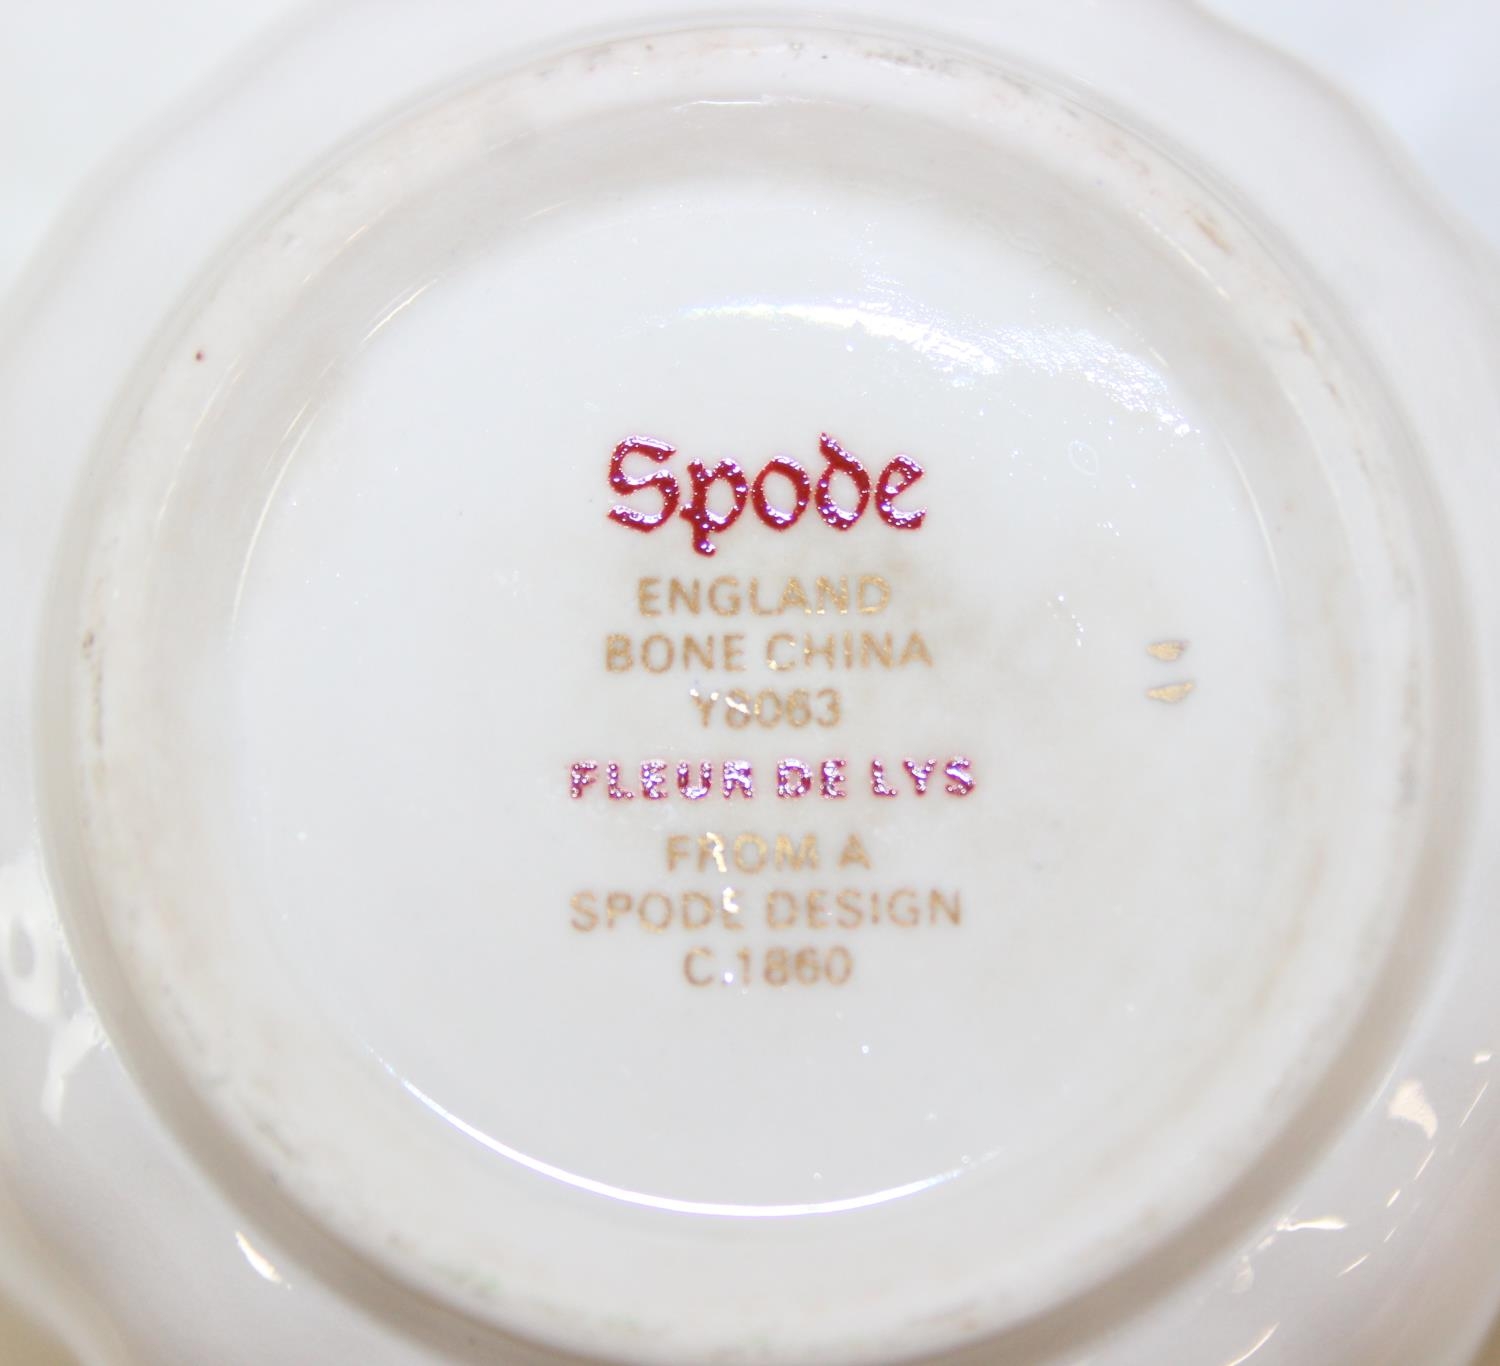 Spode
ENGLAND
BONE CHINA
Y8063
FLEUR DE LYS
FROM A
SPODE DESIGN
C.1860